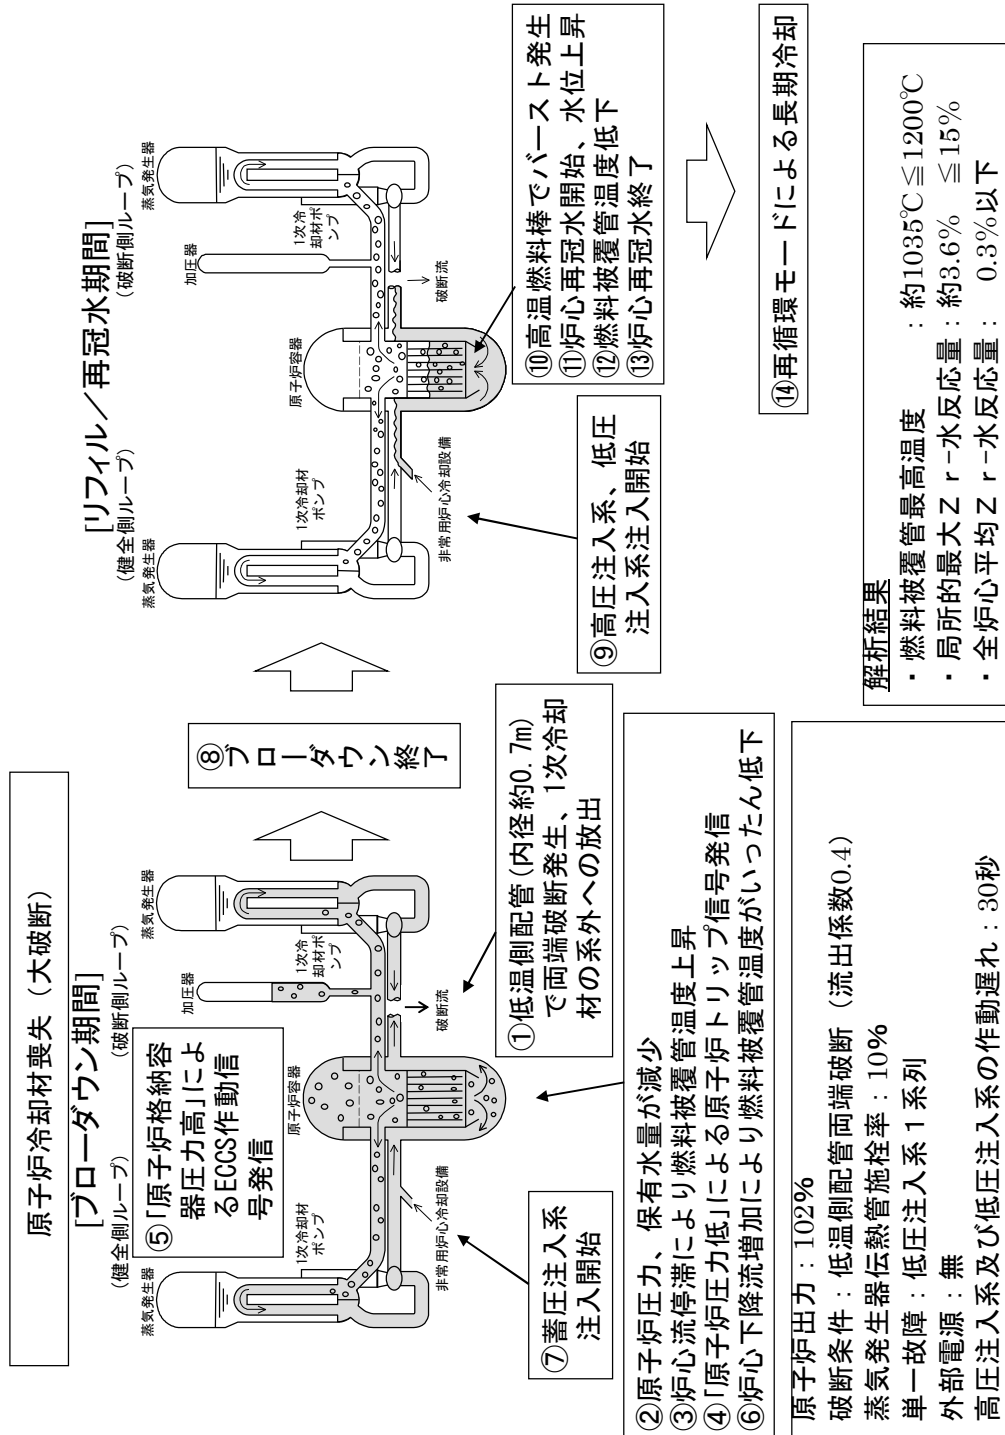 原子炉冷却材喪失（大破断）
[ブローダウン期間]
(健全側ループ)
(破断側ループ)
蒸気発生器
⑤「原子炉格納容
器圧力高」によ
るECCS作動信
号発信
加圧器
蒸気発生器
1次冷却材
ポンプ
原子炉容器
1次冷
却材ポ
ンプ
非常用炉心冷却設備
破断流
⑦蓄圧注入系
注入開始
①低温側配管(内径約0.7m)
で両端破断発生、1次冷却
材の系外への放出
②原子炉圧力、保有水量が減少
③炉心流停滞により燃料被覆管温度上昇
④「原子炉圧力低」による原子炉トリップ信号発信
⑥炉心下降流増加により燃料被覆管温度がいったん低下
原子炉出力：102%
破断条件：低温側配管両端破断（流出係数0.4）
蒸気発生器伝熱管施栓率：10%
単一故障：低圧注入系１系列
外部電源：無
高圧注入系及び低圧注入系の作動遅れ：30秒
⑧ブローダウン
終了
[リフィル／再冠水期間]
(健全側ループ)
(破断側ループ)
蒸気発生器
加圧器
蒸気発生器
1次冷却材
ポンプ
原子炉容器
1次冷
却材ポ
ンプ
非常用炉心冷却設備
破断流
⑨高圧注入系、低圧
注入系注入開始
⑩高温燃料棒でバースト発生
⑪炉心再冠水開始、水位上昇
⑫燃料被覆管温度低下
⑬炉心再冠水終了
⑭再循環モードによる長期冷却
解析結果
・燃料被覆管最高温度　：約1035℃≦1200℃
・局所的最大Ｚｒ－水反応量：約3.6%　≦15%
・全炉心平均Ｚｒ－水反応量：　0.3%以下